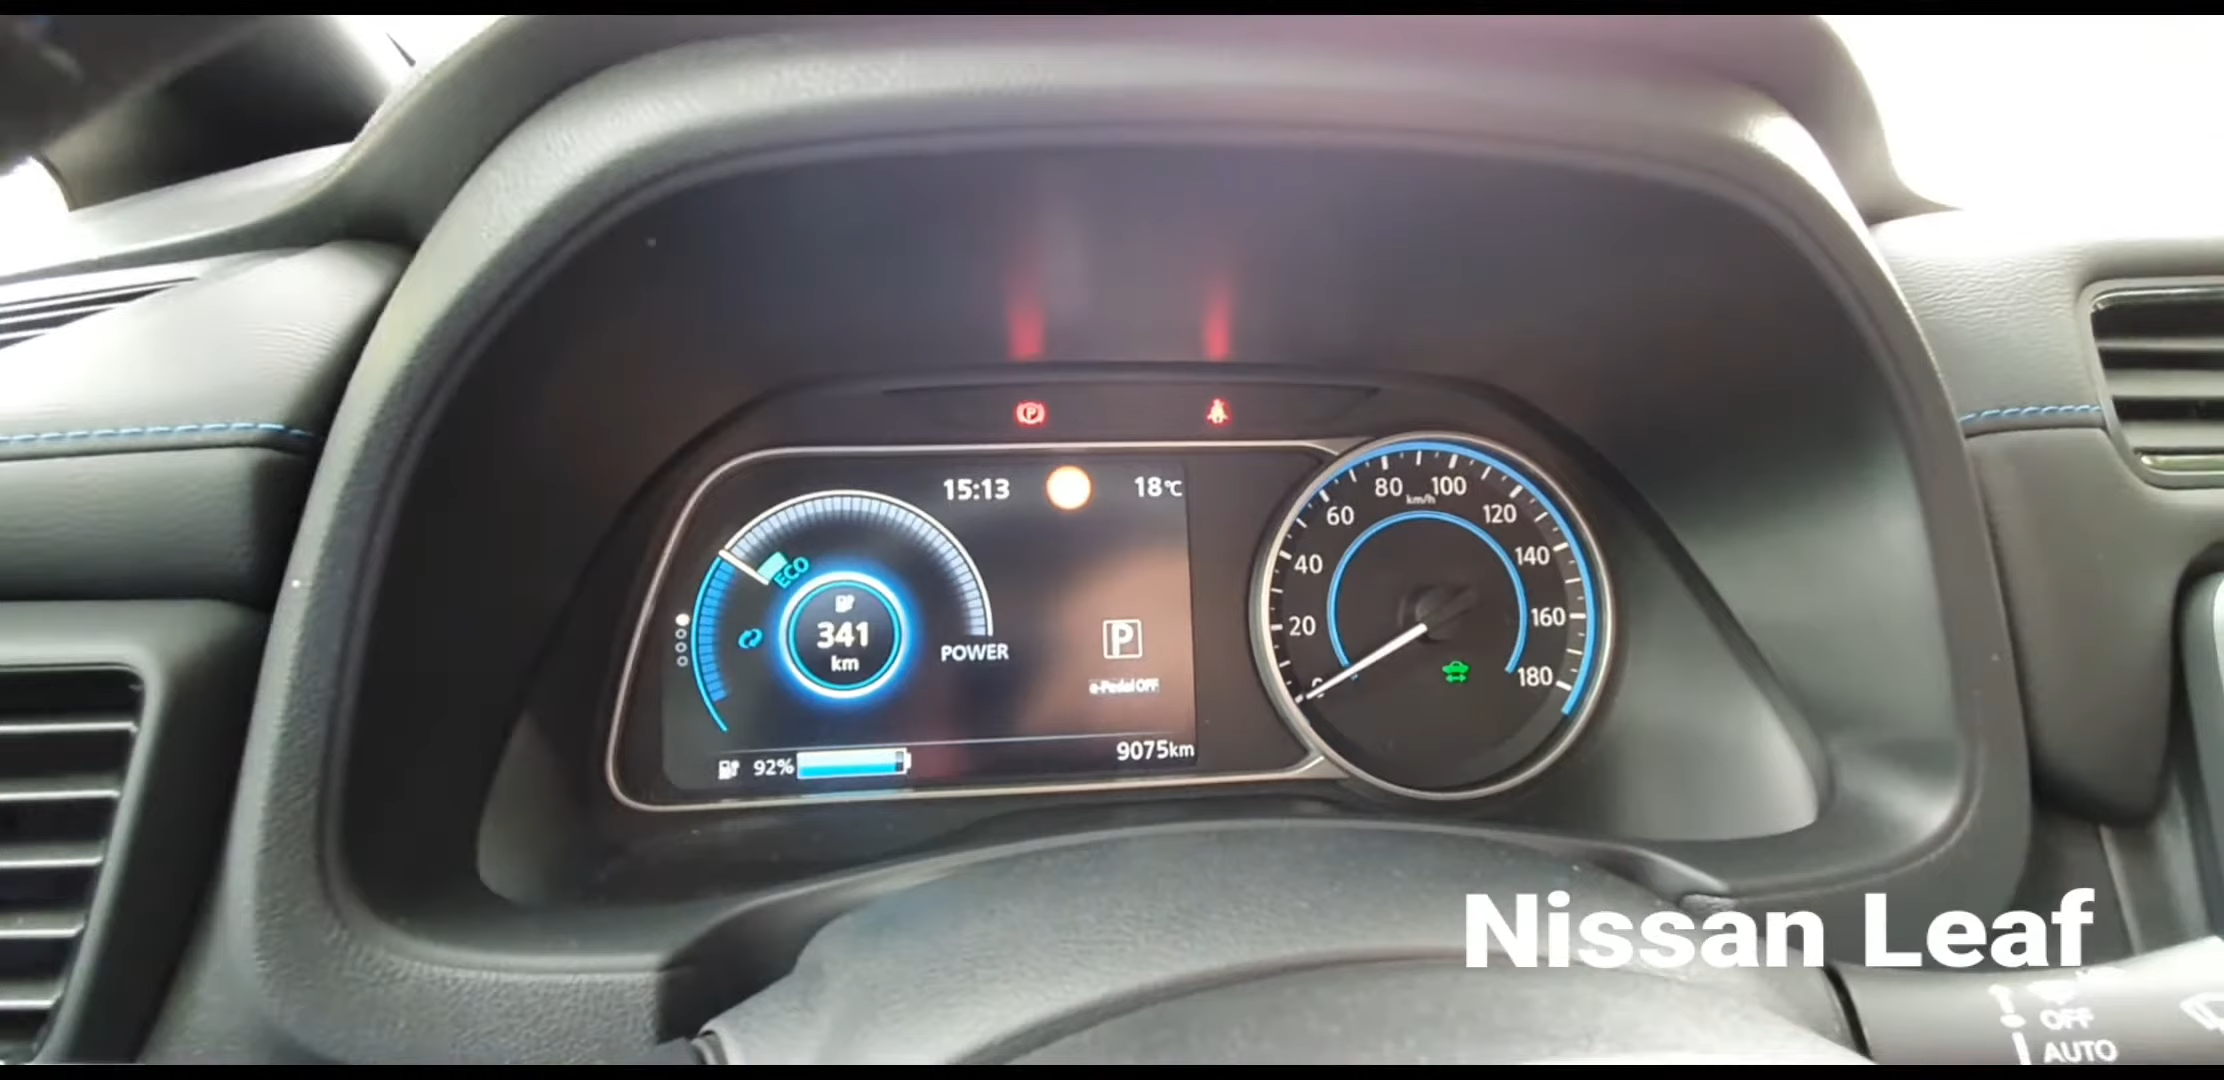 15:13
18℃
ECO
341
km
POWER
P
e-Pedal OFF
92%
9075km
0
20
40
60
80
km/h
100
120
140
160
180
Nissan Leaf
OFF
AUTO